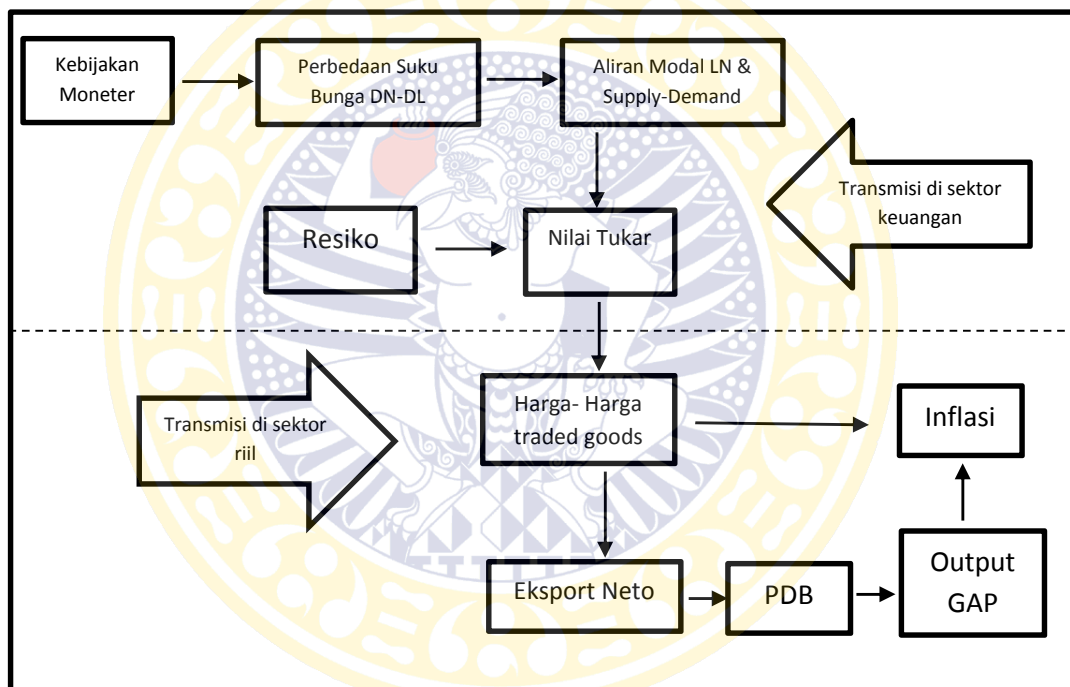 Kebijakan
Moneter
Perbedaan Suku
Bunga DN-DL
Aliran Modal LN &
Supply-Demand
Transmisi di sektor
keuangan
Resiko
Nilai Tukar
Transmisi di sektor
riil
Harga- Harga
traded goods
Inflasi
Eksport Neto
PDB
Output
GAP